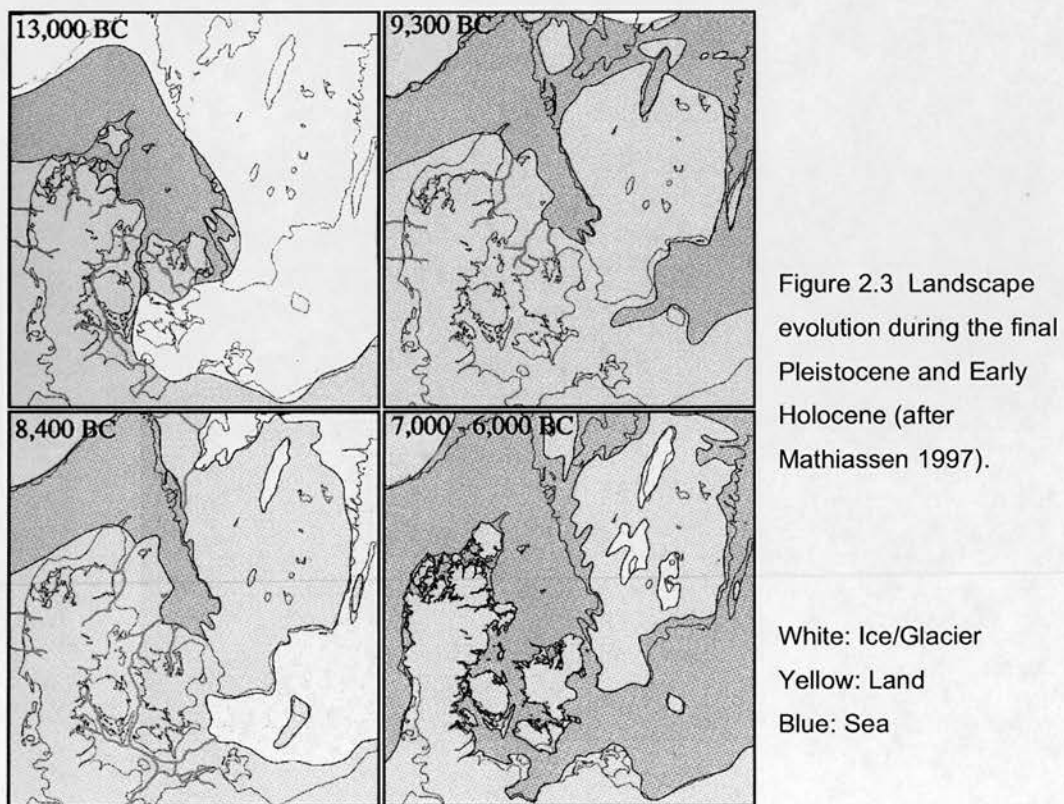 13,000 BC
9,300 BC
8,400 BC
7,000 - 6,000 BC
Figure 2.3 Landscape
evolution during the final
Pleistocene and Early
Holocene (after
Mathiassen 1997).
White: Ice/Glacier
Yellow: Land
Blue: Sea